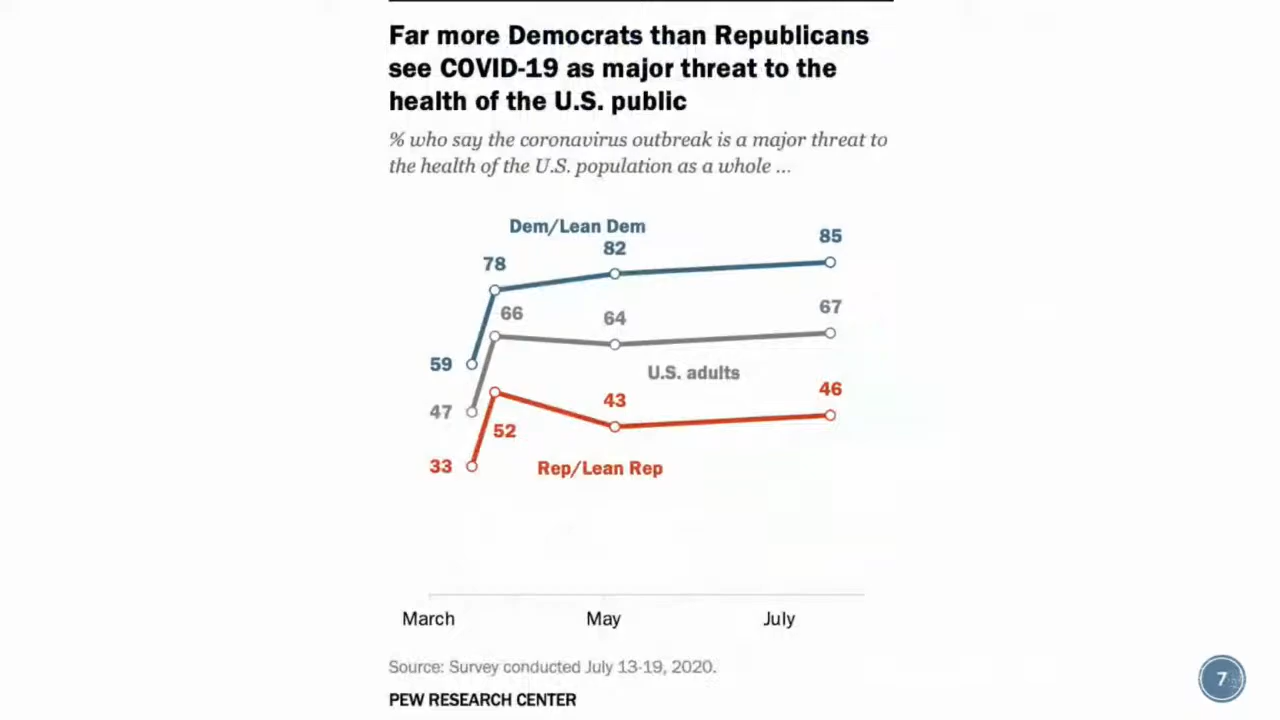 Far more Democrats than Republicans
see COVID-19 as major threat to the
health of the U.S. public
% who say the coronavirus outbreak is a major threat to
the health of the U.S. population as a whole ...
Dem/Lean Dem
59
78
82
85
47
66
64
67
U.S. adults
33
52
43
46
Rep/Lean Rep
March
May
July
Source: Survey conducted July 13-19, 2020.
PEW RESEARCH CENTER
7